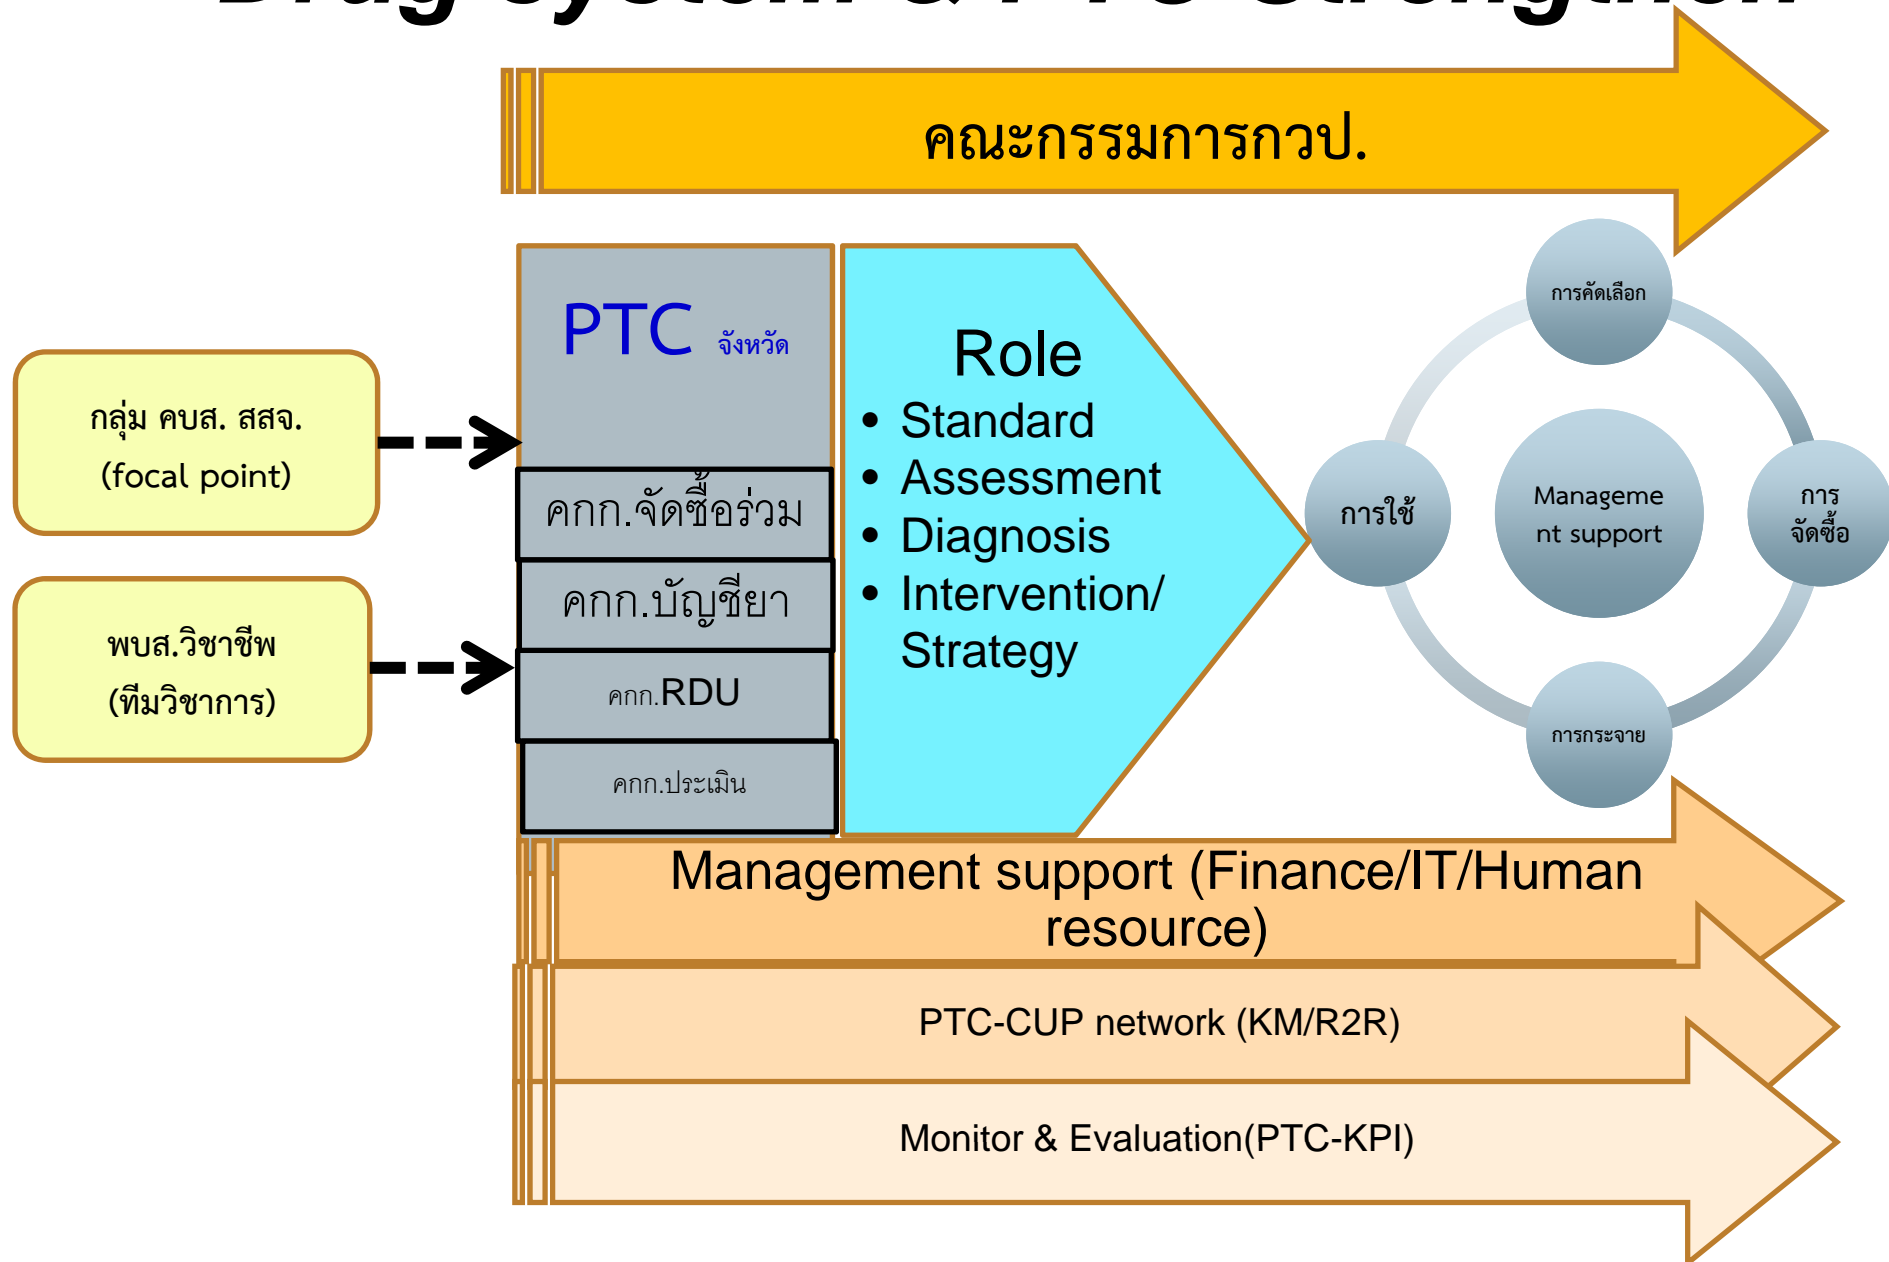 Drug system & PTC strengthen
คณะกรรมการกวป.
กลุ่ม คบส. สสจ.
(focal point)
พบส.วิชาชีพ
(ทีมวิชาการ)
PTC จังหวัด
คกก.จัดซื้อร่วม
คกก.บัญชียา
คกก.RDU
คกก.ประเมิน
Role
• Standard
• Assessment
• Diagnosis
• Intervention/
Strategy
การคัดเลือก
การ
จัดซื้อ
การกระจาย
การใช้
Manageme
nt support
Management support (Finance/IT/Human
resource)
PTC-CUP network (KM/R2R)
Monitor & Evaluation(PTC-KPI)